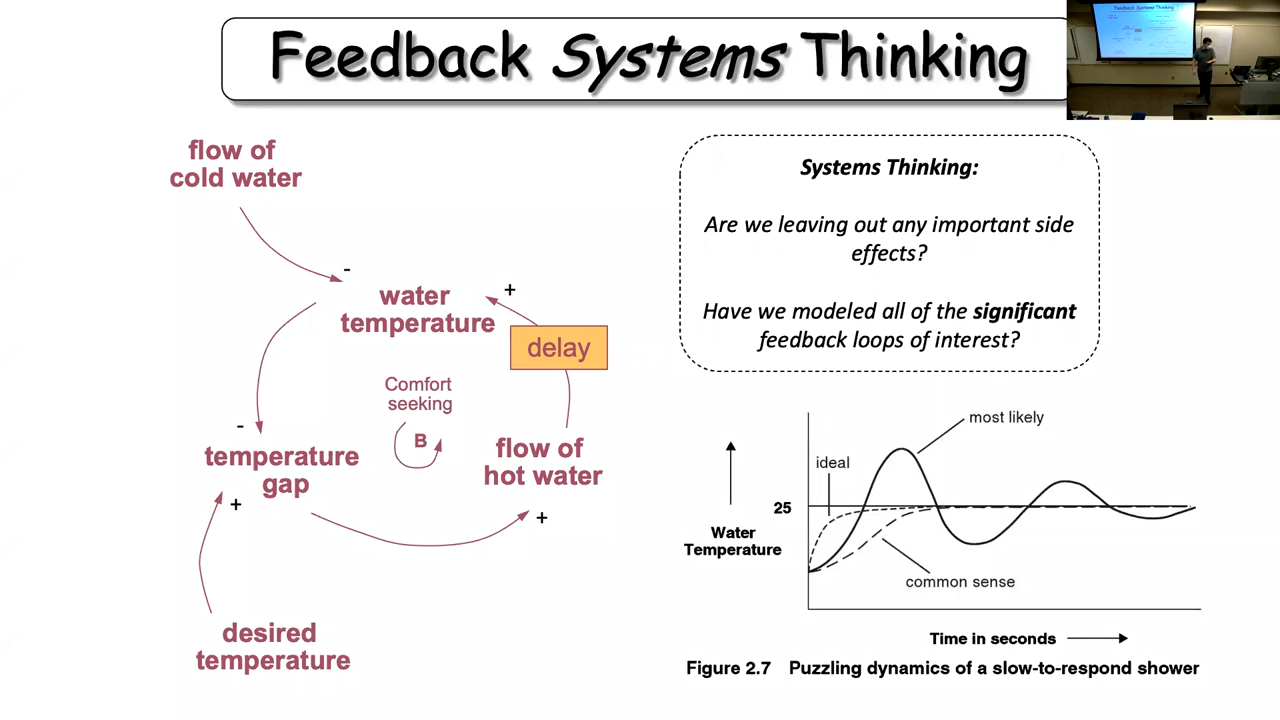 Feedback Systems Thinking
flow of
cold water
-
water
temperature
+
delay
Comfort
seeking
B
-
temperature
gap
+
flow of
hot water
+
desired
temperature
Systems Thinking:
Are we leaving out any important side
effects?
Have we modeled all of the significant
feedback loops of interest?
most likely
ideal
25
Water
Temperature
common sense
Time in seconds
Figure 2.7 Puzzling dynamics of a slow-to-respond shower
Feedback Systems Thinking